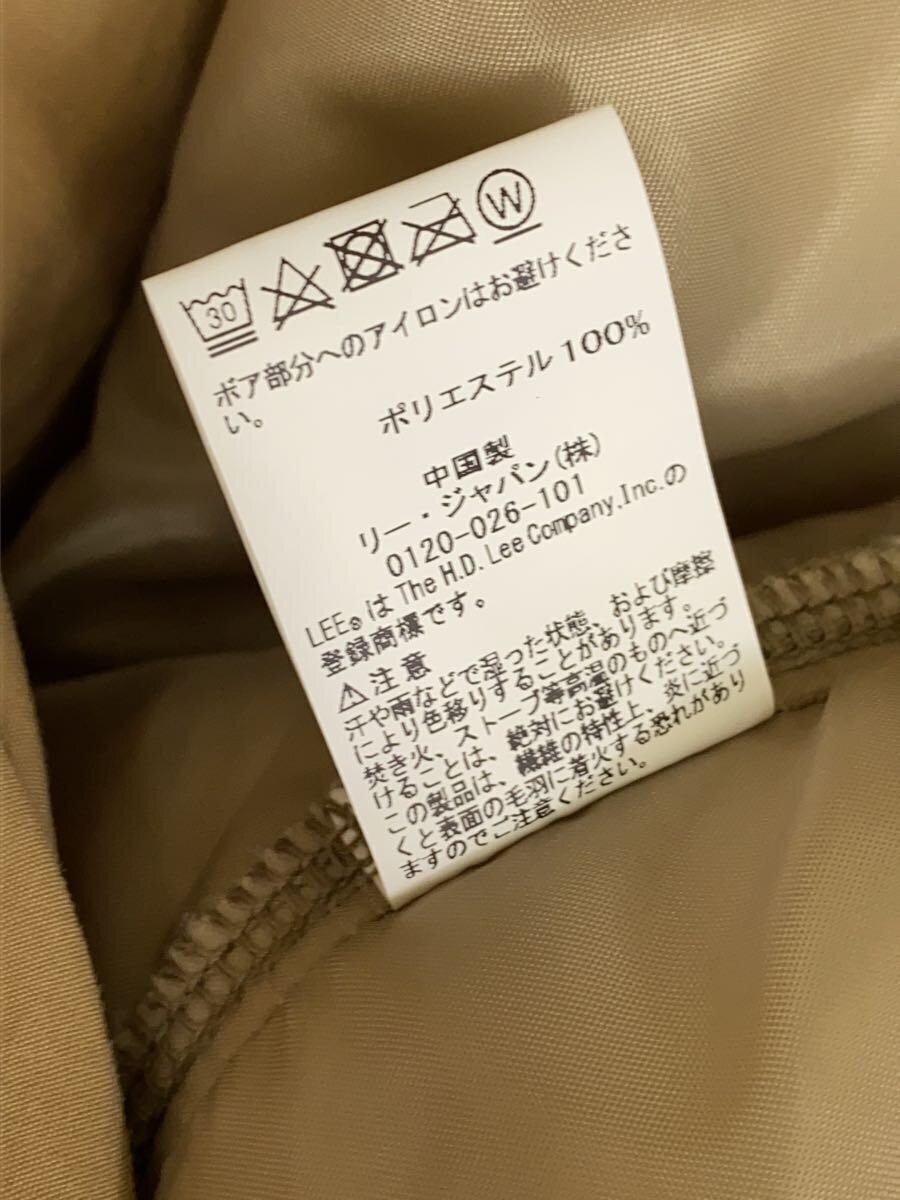 30
W
ボア部分へのアイロンはお避けくださ
い。
ポリエステル 100%
中国製
リー・ジャパン(株)
0120-026-101
LEE®は The H.D. Lee Company, Inc.の
登録商標です。
⚠注意
汗や雨などで湿った状態、および摩擦
により色移りすることがあります。
焚き火、ストーブ等高温のものへ近づ
けることは、絶対にお避けください。
この製品は、繊維の特性上、炎に近づ
くと表面の毛羽に着火する恐れがあり
ますのでご注意ください。